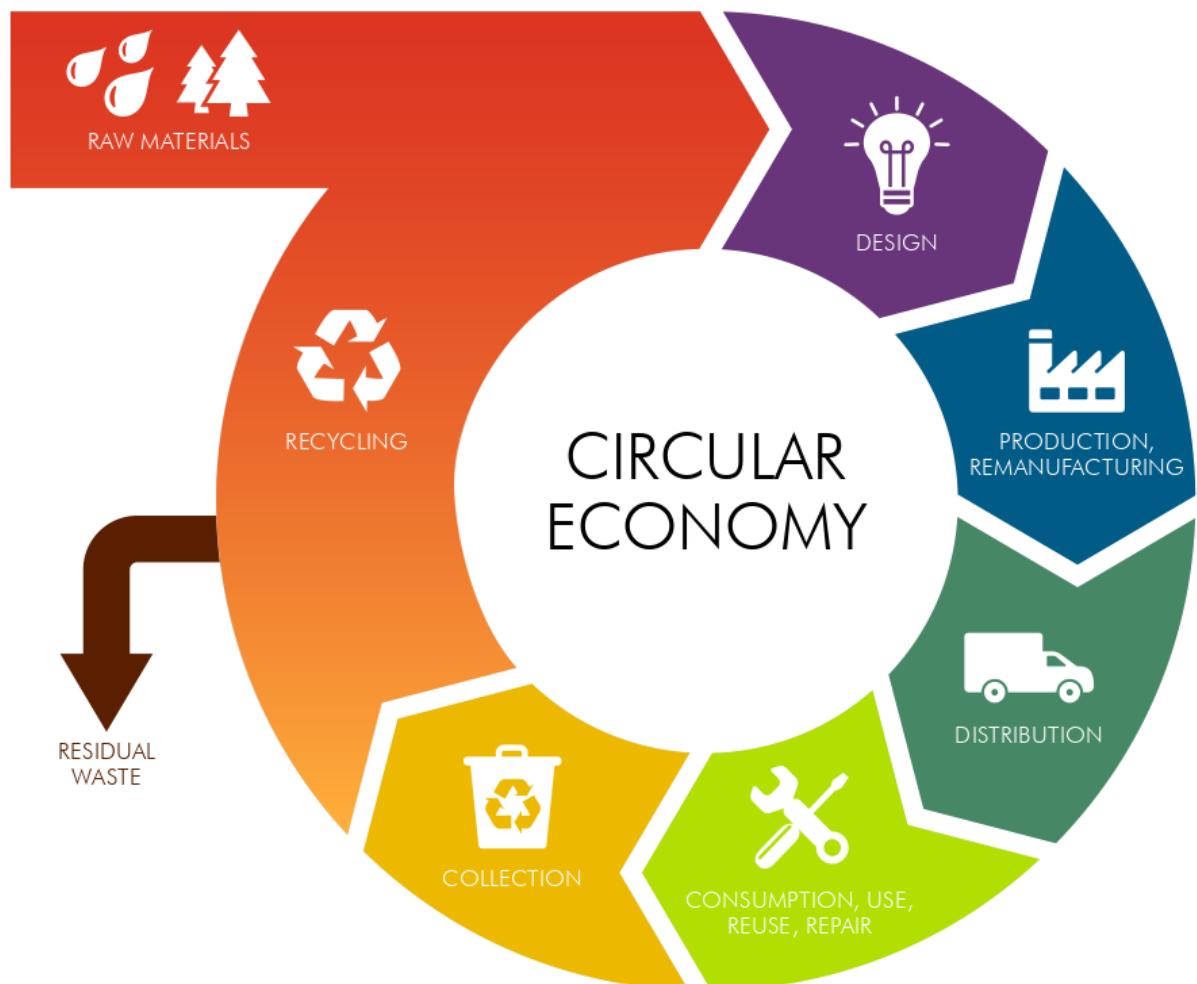 RAW MATERIALS
DESIGN
PRODUCTION,
REMANUFACTURING
DISTRIBUTION
CONSUMPTION, USE,
REUSE, REPAIR
COLLECTION
RECYCLING
RESIDUAL
WASTE
CIRCULAR
ECONOMY